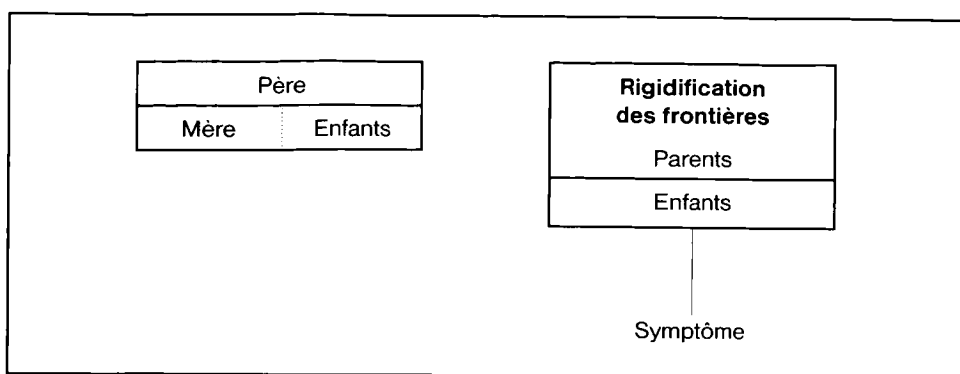 Père
Mère Enfants
Rigidification
des frontières
Parents
Enfants
Symptôme